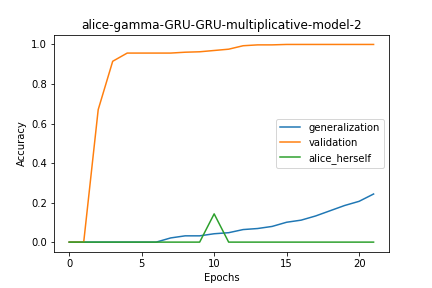 alice-gamma-GRU-GRU-multiplicative-model-2
1.0
0.8
0.6
0.4
0.2
0.0
Accuracy
generalization
validation
alice_herself
0
5
10
15
20
Epochs